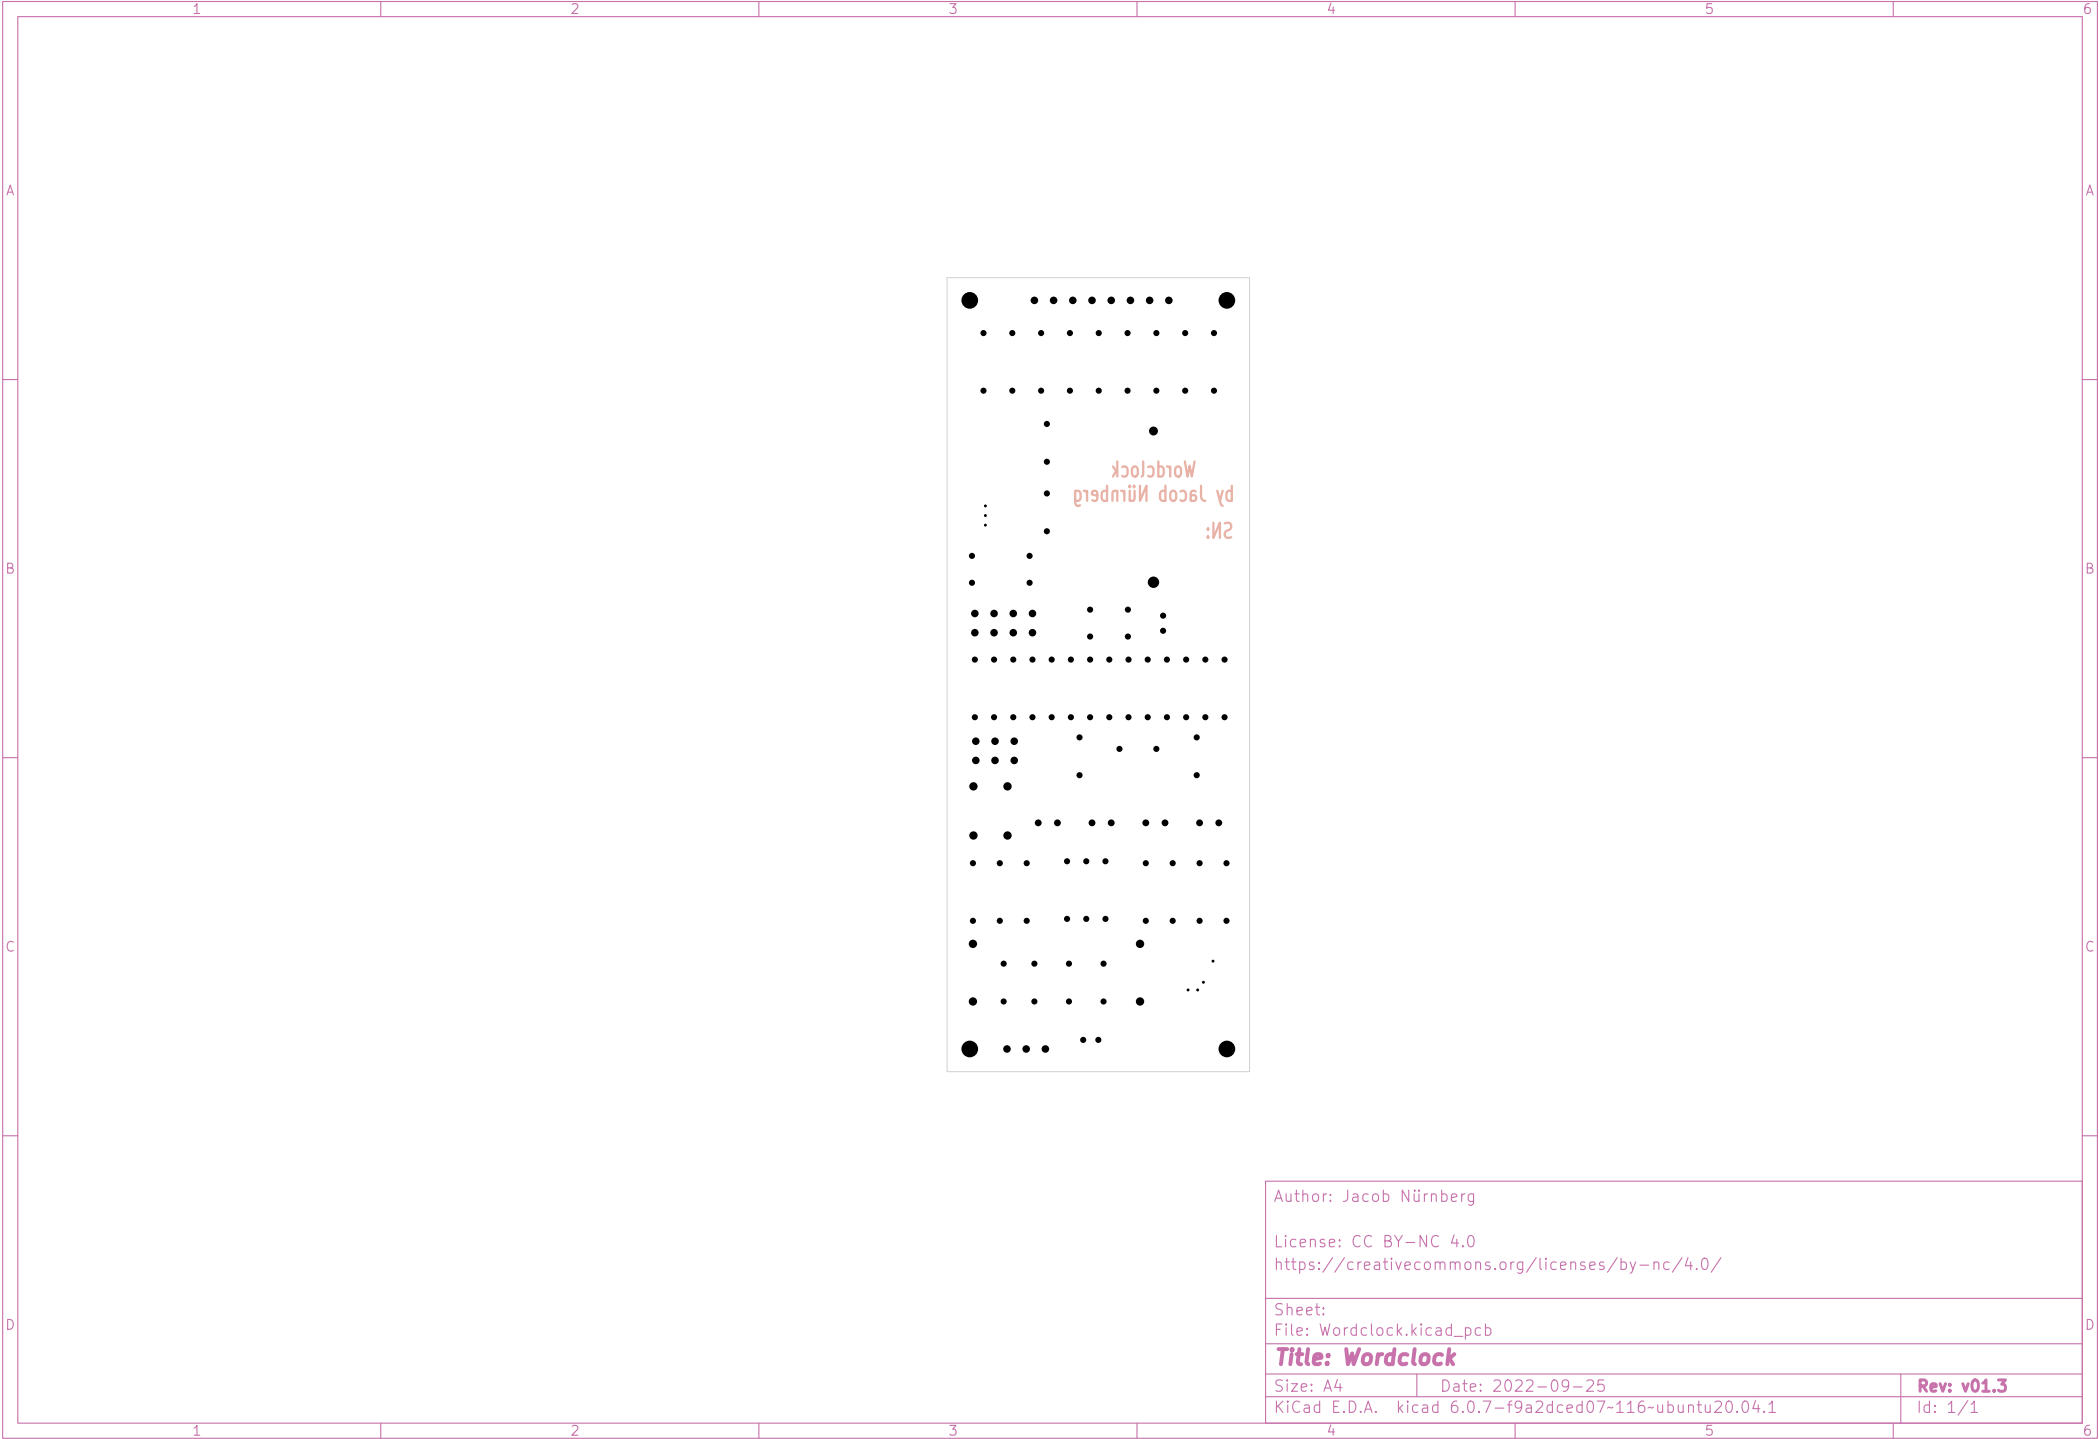 1 2 3 4 5 6
A A
Wordclock
by Jacob Nürnberg
SN:
B B
C C
Author: Jacob Nürnberg
License: CC BY-NC 4.0
https://creativecommons.org/licenses/by-nc/4.0/
Sheet:
D D
File: Wordclock.kicad_pcb
Title: Wordclock
Size: A4 Date: 2022-09-25 Rev: v01.3
KiCad E.D.A. kicad 6.0.7-f9a2dced07~116~ubuntu20.04.1 Id: 1/1
1 2 3 4 5 6